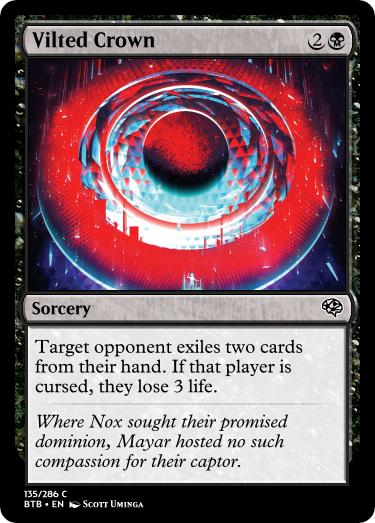 Vilted Crown 2
Sorcery
Target opponent exiles two cards
from their hand. If that player is
cursed, they lose 3 life.
Where Nox sought their promised
dominion, Mayar hosted no such
compassion for their captor.
135/286 C
BTB • EN Scott Uminga